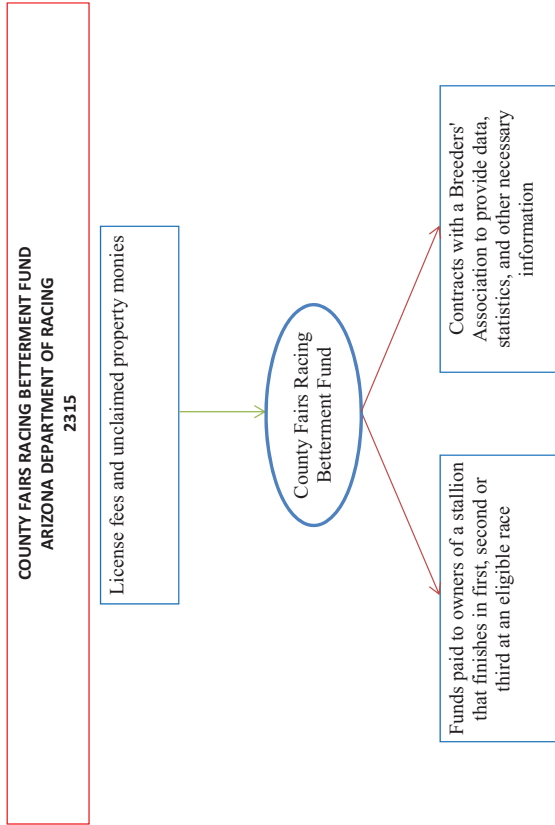 COUNTY FAIRS RACING BETTERMENT FUND
ARIZONA DEPARTMENT OF RACING
2315
License fees and unclaimed property monies
County Fairs Racing
Betterment Fund
Funds paid to owners of a stallion
that finishes in first, second or
third at an eligible race
Contracts with a Breeders'
Association to provide data,
statistics, and other necessary
information